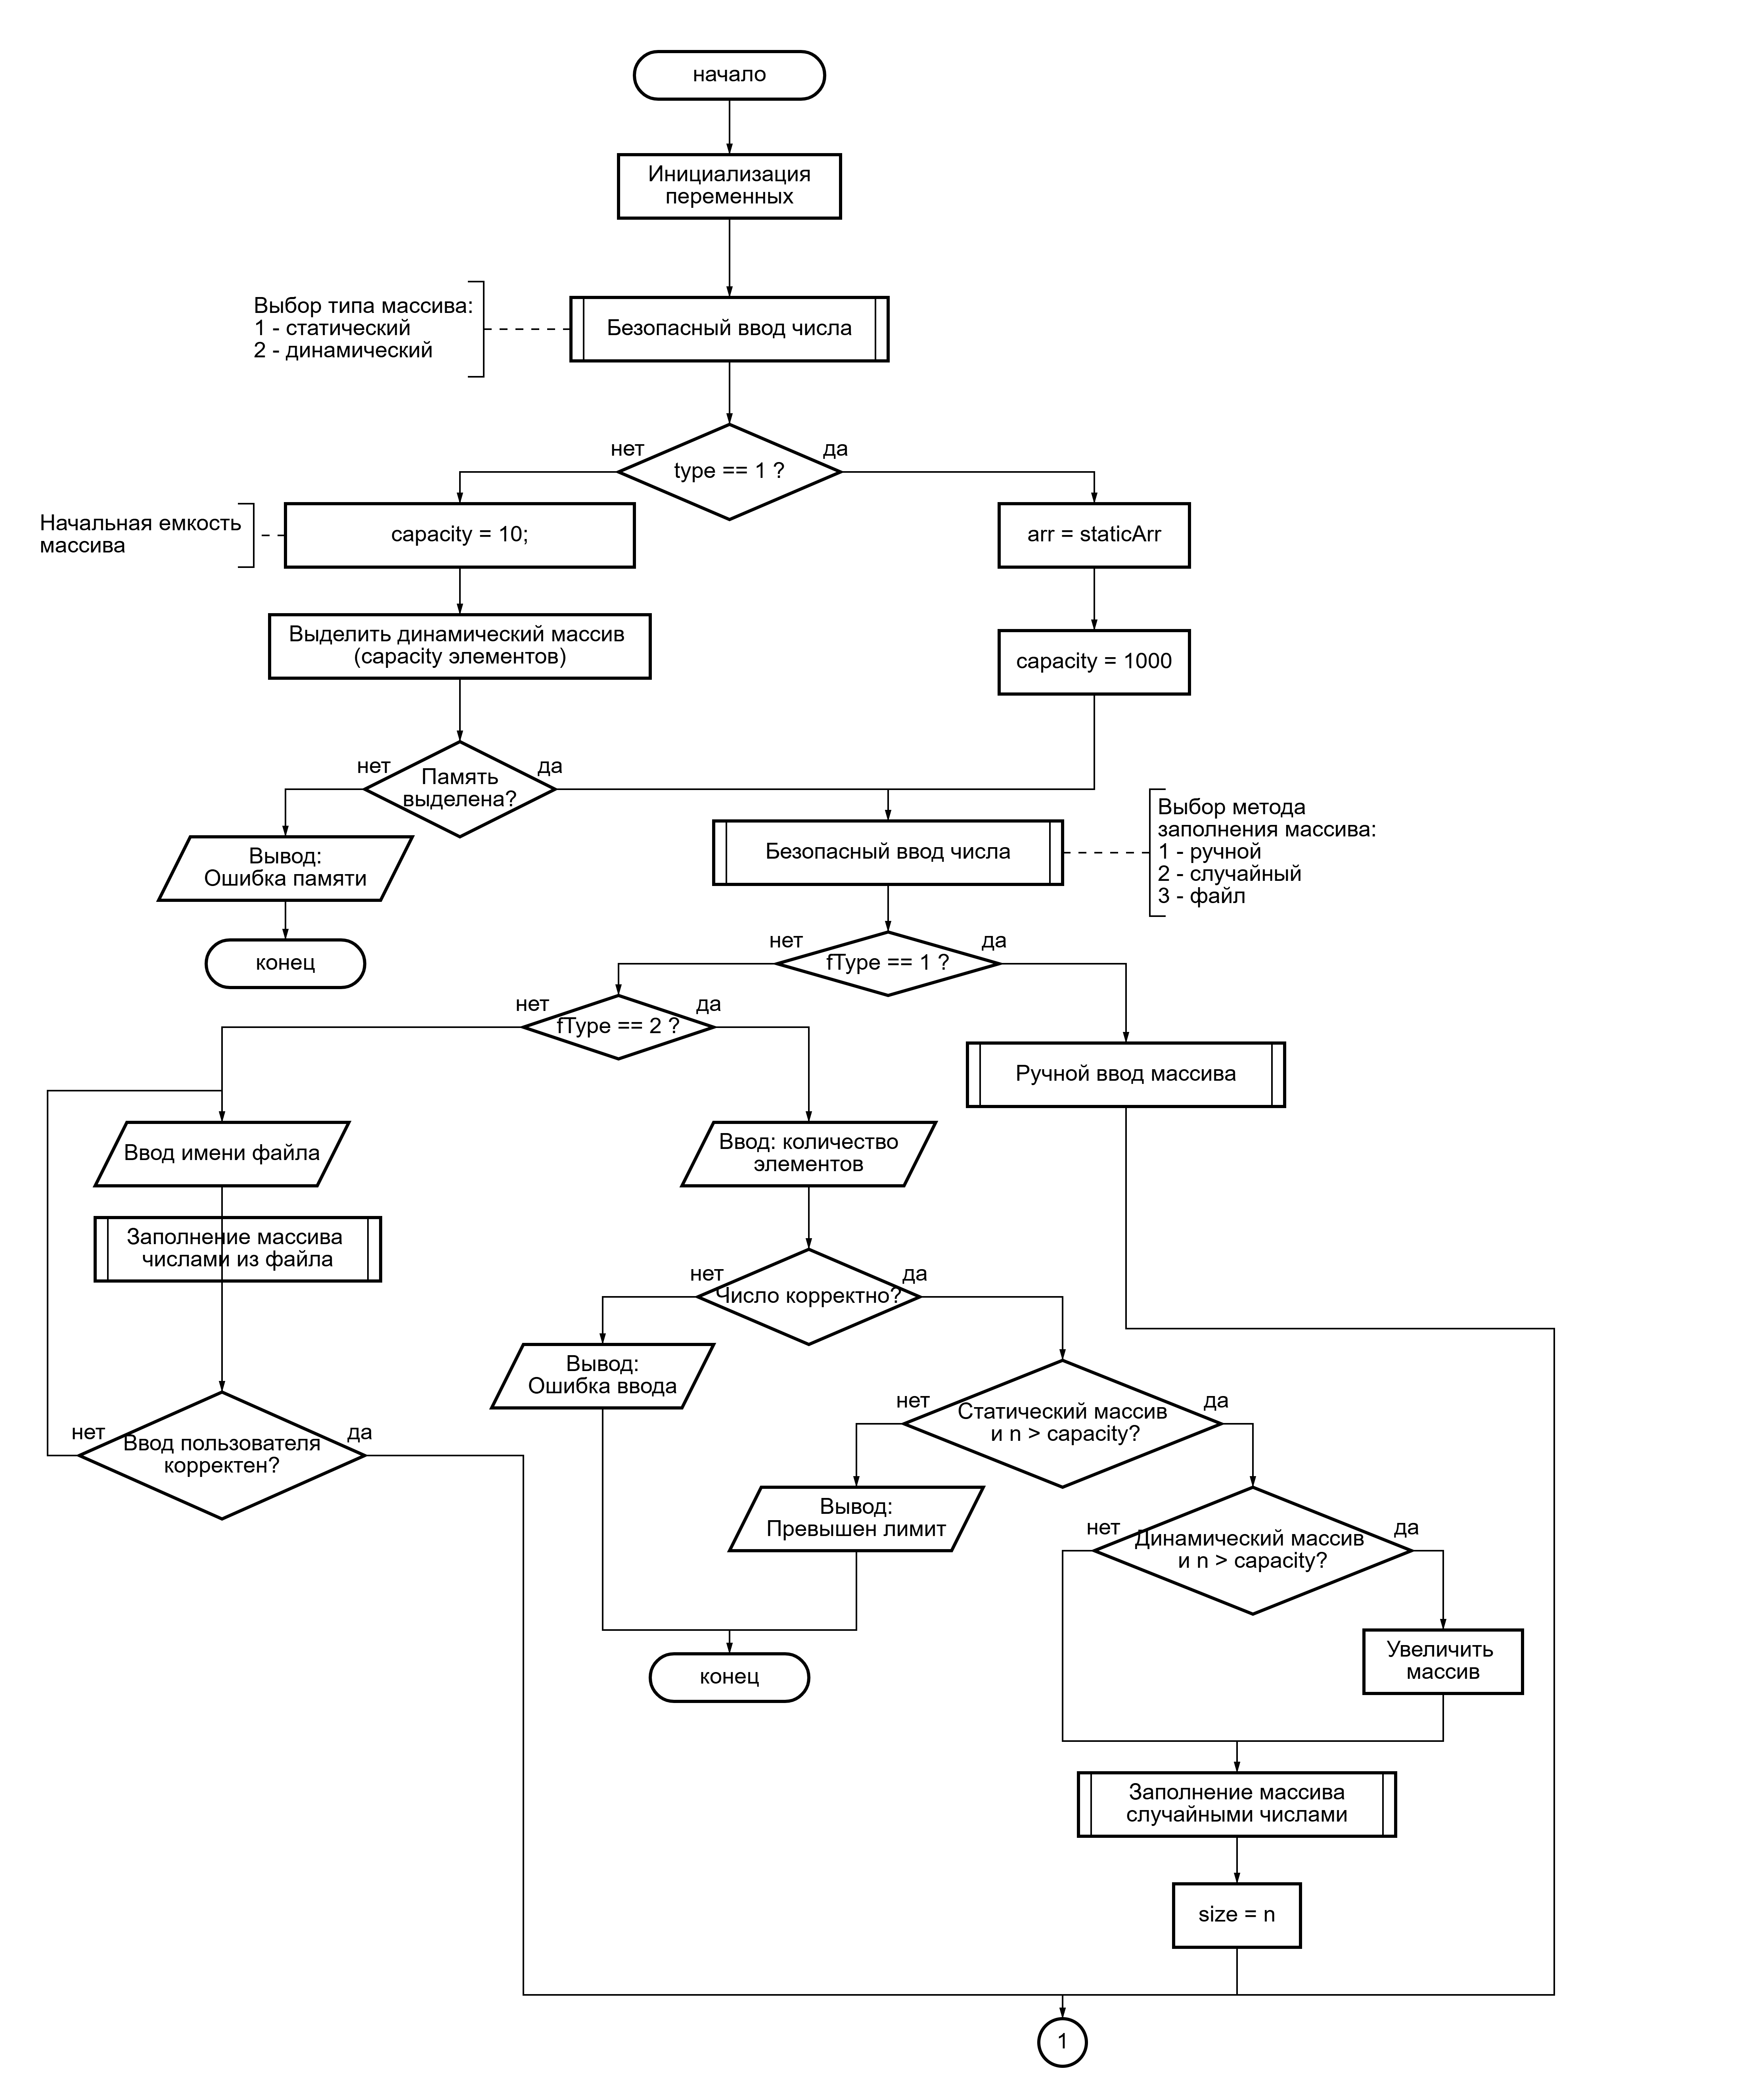 начало
Инициализация
переменных
Выбор типа массива:
1 - статический
2 - динамический
Безопасный ввод числа
нет
да
type == 1 ?
Начальная емкость
массива
capacity = 10;
arr = staticArr
Выделить динамический массив
(capacity элементов)
capacity = 1000
нет
да
Память
выделена?
Выбор метода
заполнения массива:
1 - ручной
2 - случайный
3 - файл
Безопасный ввод числа
Вывод:
Ошибка памяти
конец
нет
да
fType == 1 ?
нет
да
fType == 2 ?
Ручной ввод массива
Ввод имени файла
Ввод: количество
элементов
Заполнение массива
числами из файла
нет
да
Число корректно?
Вывод:
Ошибка ввода
нет
да
Статический массив
и n > capacity?
нет
да
Ввод пользователя
корректен?
Вывод:
Превышен лимит
нет
да
Динамический массив
и n > capacity?
Увеличить
массив
конец
Заполнение массива
случайными числами
size = n
1